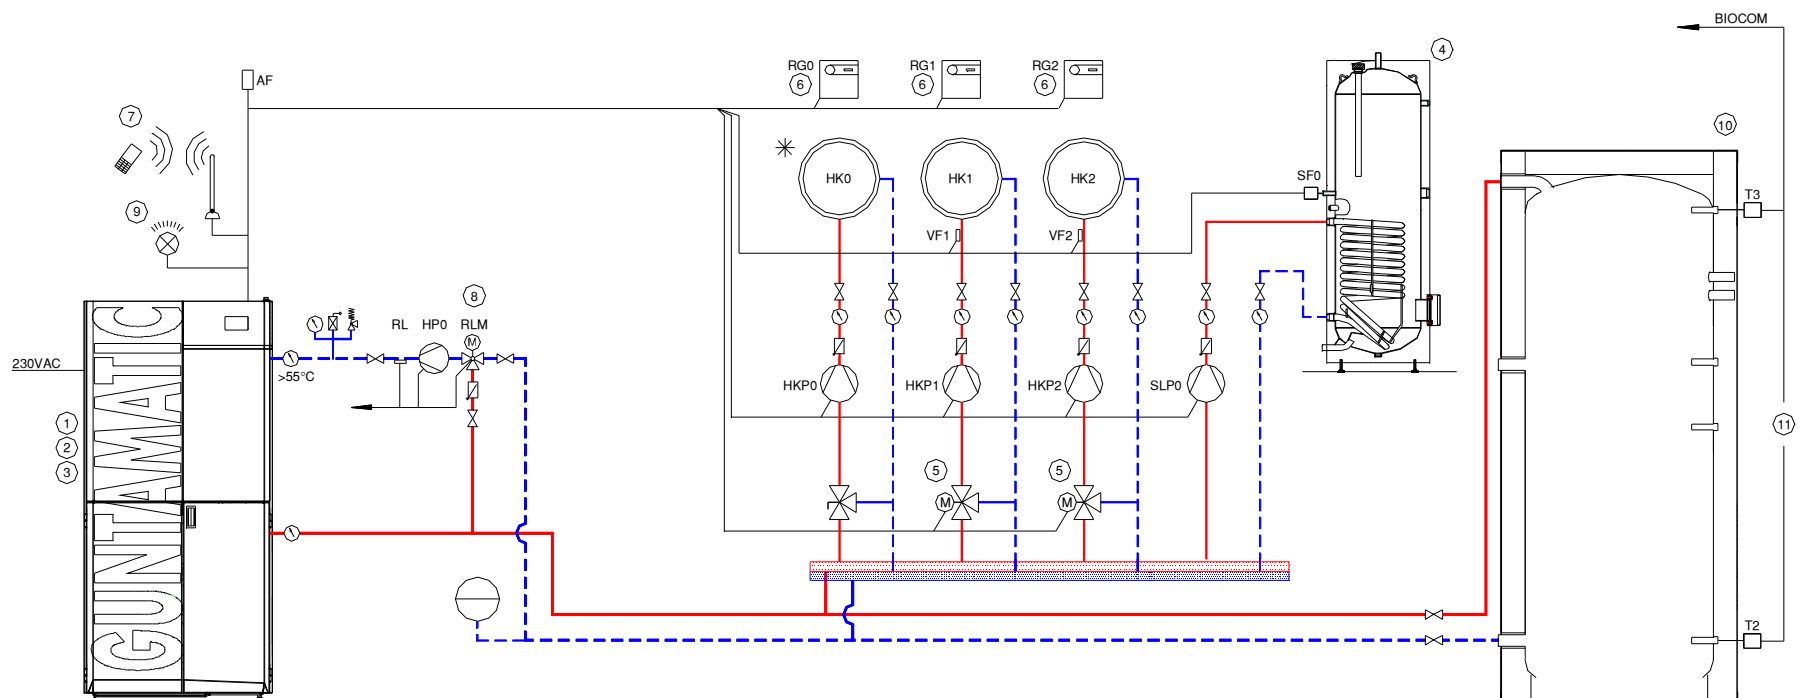 BIOCOM
4
RG0
RG1
RG2
AF
6
6
6
7
10
HK0
HK1
HK2
SF0
T3
9
VF1
VF2
8
RL
HP0
RLM
M
230VAC
>55°C
HKP0
HKP1
HKP2
SLP0
1
2
3
11
5
5
M
M
T2
GUNTAMATIC